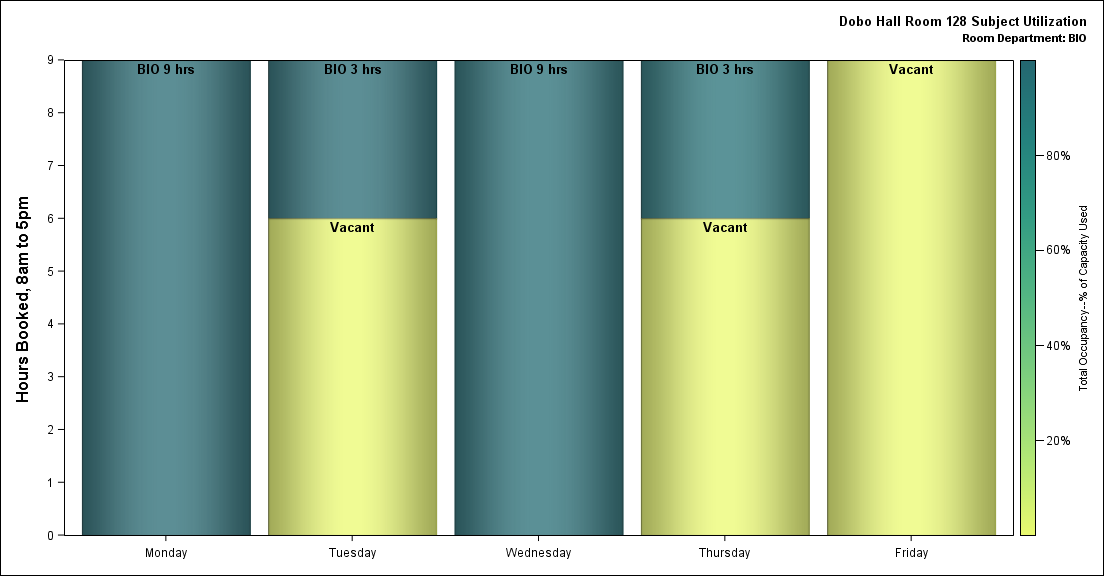 Dobo Hall Room 128 Subject Utilization
Room Department: BIO
Hours Booked, 8am to 5pm
9
8
7
6
5
4
3
2
1
0
BIO 9 hrs
BIO 3 hrs
BIO 9 hrs
BIO 3 hrs
Vacant
Vacant
Vacant
Monday
Tuesday
Wednesday
Thursday
Friday
80%
60%
40%
20%
Total Occupancy--% of Capacity Used